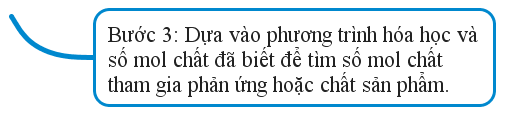 Bước 3: Dựa vào phương trình hóa học và
số mol chất đã biết để tìm số mol chất
tham gia phản ứng hoặc chất sản phẩm.